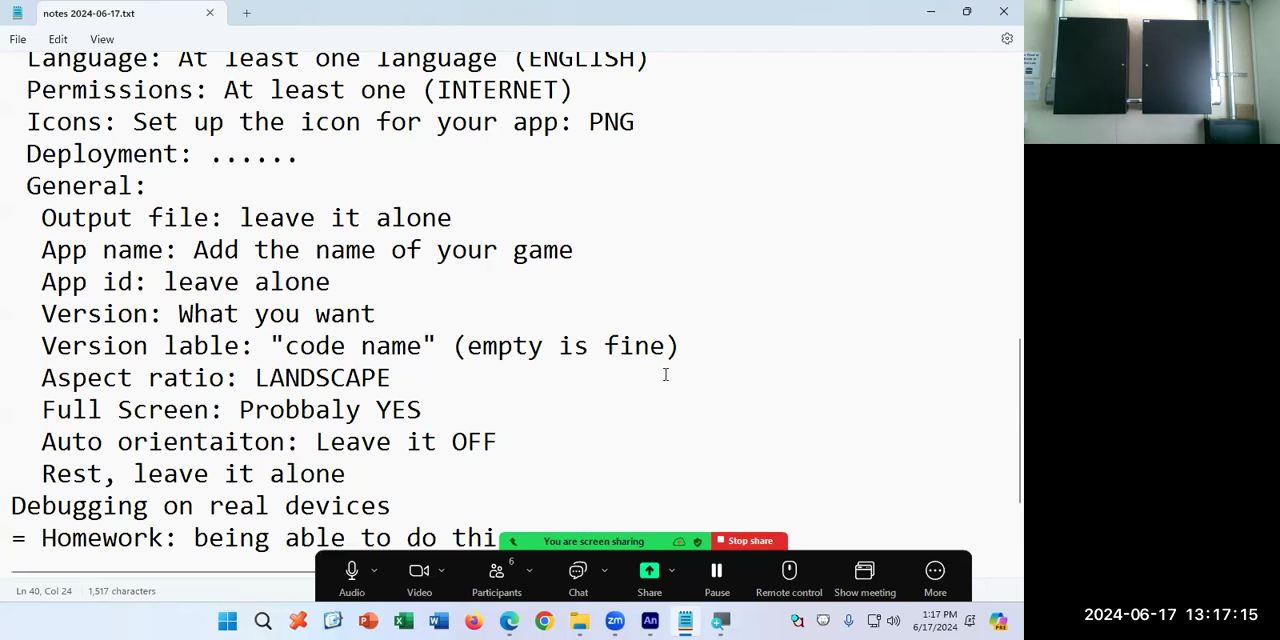 notes 2024-06-17.txt
File Edit View
Language: At least one language (ENGLISH)
Permissions: At least one (INTERNET)
Icons: Set up the icon for your app: PNG
Deployment: ......
General:
Output file: leave it alone
App name: Add the name of your game
App id: leave alone
Version: What you want
Version lable: "code name" (empty is fine)
Aspect ratio: LANDSCAPE
Full Screen: Probbaly YES
Auto orientaiton: Leave it OFF
Rest, leave it alone
Debugging on real devices
= Homework: being able to do thi
You are screen sharing Stop share
6
Audio Video Participants Chat Share Pause Remote control Show meeting More
Ln 40, Col 24 1,517 characters
1:17 PM
6/17/2024
2024-06-17 13:17:15